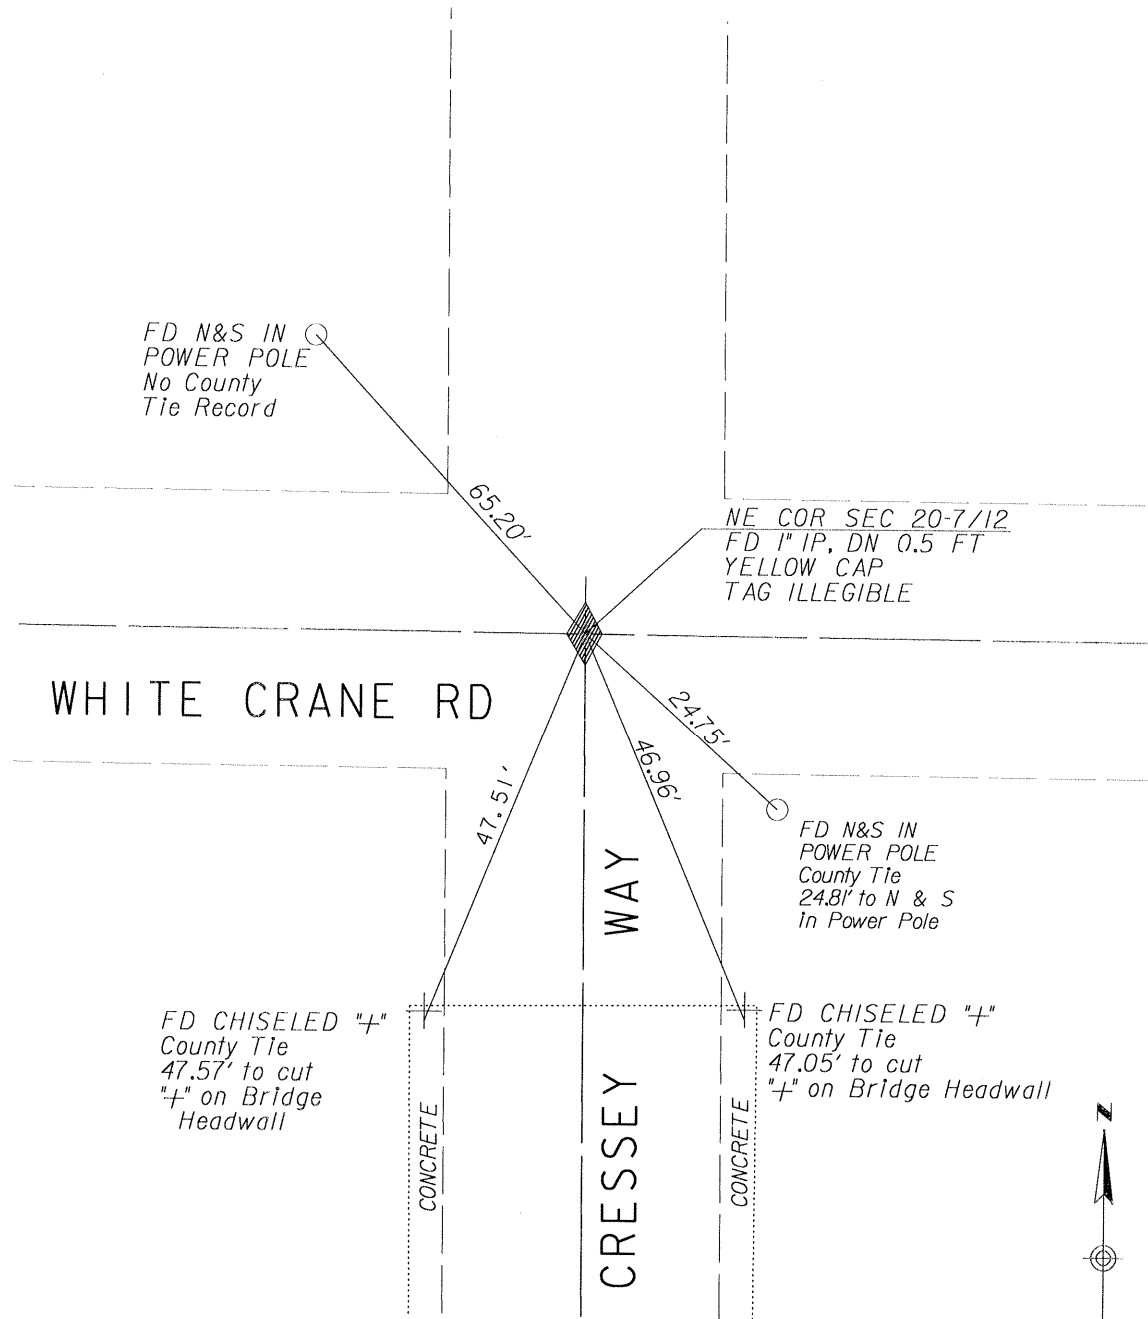 FD N&S IN
POWER POLE
No County
Tie Record
65.20'
NE COR SEC 20-7/12
FD 1" IP, DN 0.5 FT
YELLOW CAP
TAG ILLEGIBLE
WHITE CRANE RD
24.75'
46.96'
47.51'
FD N&S IN
POWER POLE
County Tie
24.81' to N & S
in Power Pole
WAY
CRESSEY
FD CHISELED "+"
County Tie
47.57' to cut
"+" on Bridge
Headwall
FD CHISELED "+"
County Tie
47.05' to cut
"+" on Bridge Headwall
CONCRETE
CONCRETE
N